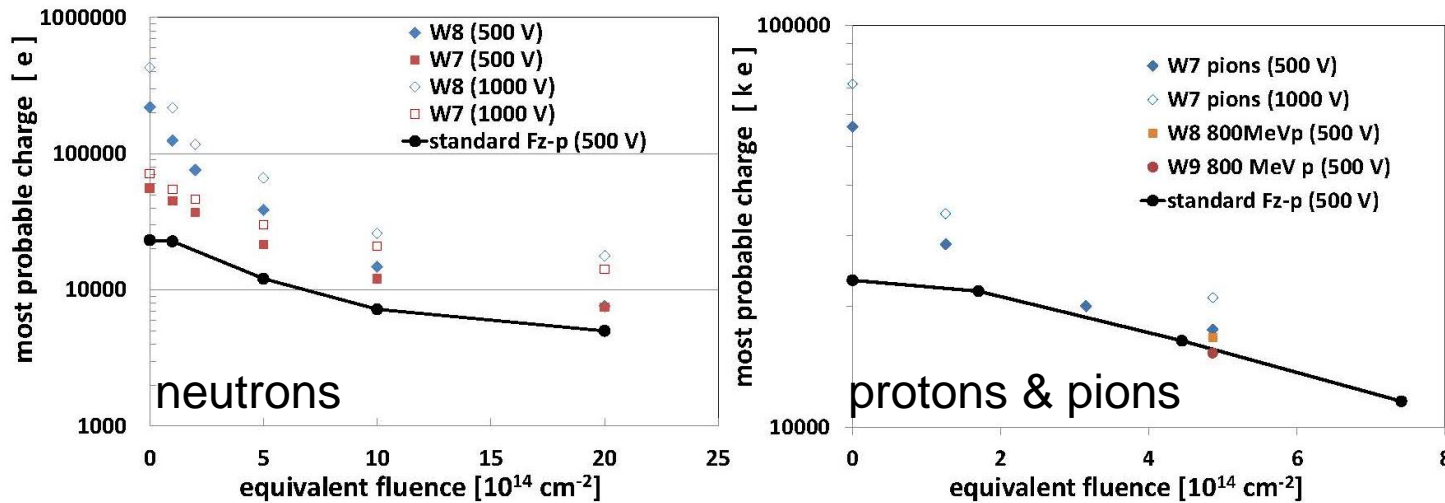 most probable charge [ e ]
1000000
100000
10000
1000
W8 (500 V)
W7 (500 V)
W8 (1000 V)
W7 (1000 V)
standard Fz-p (500 V)
neutrons
0 5 10 15 20 25
equivalent fluence [10¹⁴ cm⁻²]
most probable charge [ k e ]
100000
10000
W7 pions (500 V)
W7 pions (1000 V)
W8 800MeVp (500 V)
W9 800 MeV p (500 V)
standard Fz-p (500 V)
protons & pions
0 2 4 6 8
equivalent fluence [10¹⁴ cm⁻²]